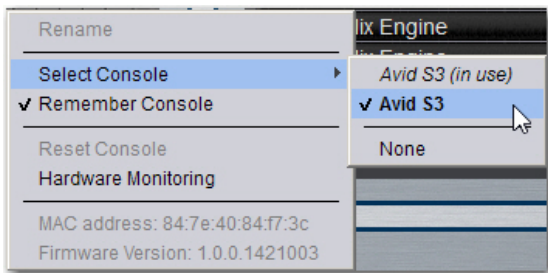 Rename
lix Engine
Select Console
Avid S3 (in use)
✓ Remember Console
✓ Avid S3
Reset Console
None
Hardware Monitoring
MAC address: 84:7e:40:84:f7:3c
Firmware Version: 1.0.0.1421003